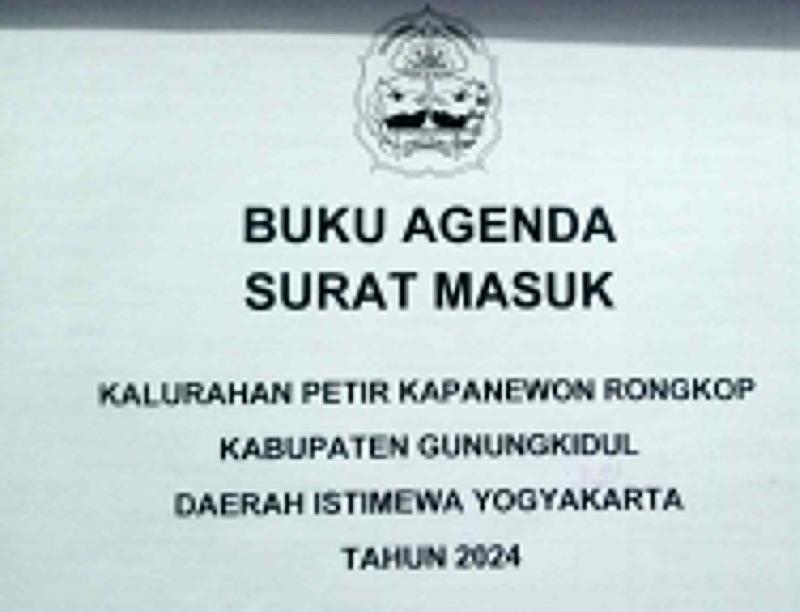 BUKU AGENDA
SURAT MASUK
KALURAHAN PETIR KAPANEWON RONGKOP
KABUPATEN GUNUNGKIDUL
DAERAH ISTIMEWA YOGYAKARTA
TAHUN 2024